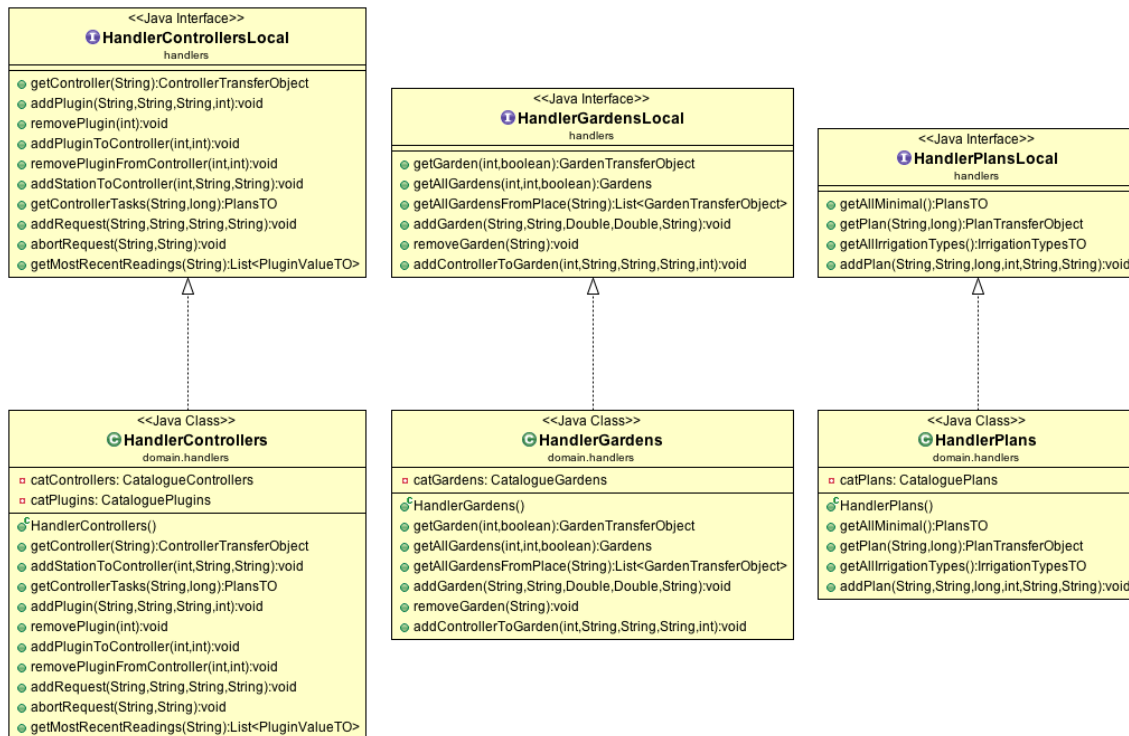 <<Java Interface>>
HandlerControllersLocal
handlers
getController(String):ControllerTransferObject
addPlugin(String,String,String,int):void
removePlugin(int):void
addPluginToController(int,int):void
removePluginFromController(int,int):void
addStationToController(int,String,String):void
getControllerTasks(String,long):PlansTO
addRequest(String,String,String,String):void
abortRequest(String,String):void
getMostRecentReadings(String):List<PluginValueTO>
<<Java Interface>>
HandlerGardensLocal
handlers
getGarden(int,boolean):GardenTransferObject
getAllGardens(int,int,boolean):Gardens
getAllGardensFromPlace(String):List<GardenTransferObject>
addGarden(String,String,Double,Double,String):void
removeGarden(String):void
addControllerToGarden(int,String,String,String,int):void
<<Java Interface>>
HandlerPlansLocal
handlers
getAllMinimal():PlansTO
getPlan(String,long):PlanTransferObject
getAllIrrigationTypes():IrrigationTypesTO
addPlan(String,String,long,int,String,String):void
<<Java Class>>
HandlerControllers
domain.handlers
catControllers: CatalogueControllers
catPlugins: CataloguePlugins
HandlerControllers()
getController(String):ControllerTransferObject
addStationToController(int,String,String):void
getControllerTasks(String,long):PlansTO
addPlugin(String,String,String,int):void
removePlugin(int):void
addPluginToController(int,int):void
removePluginFromController(int,int):void
addRequest(String,String,String,String):void
abortRequest(String,String):void
getMostRecentReadings(String):List<PluginValueTO>
<<Java Class>>
HandlerGardens
domain.handlers
catGardens: CatalogueGardens
HandlerGardens()
getGarden(int,boolean):GardenTransferObject
getAllGardens(int,int,boolean):Gardens
getAllGardensFromPlace(String):List<GardenTransferObject>
addGarden(String,String,Double,Double,String):void
removeGarden(String):void
addControllerToGarden(int,String,String,String,int):void
<<Java Class>>
HandlerPlans
domain.handlers
catPlans: CataloguePlans
HandlerPlans()
getAllMinimal():PlansTO
getPlan(String,long):PlanTransferObject
getAllIrrigationTypes():IrrigationTypesTO
addPlan(String,String,long,int,String,String):void